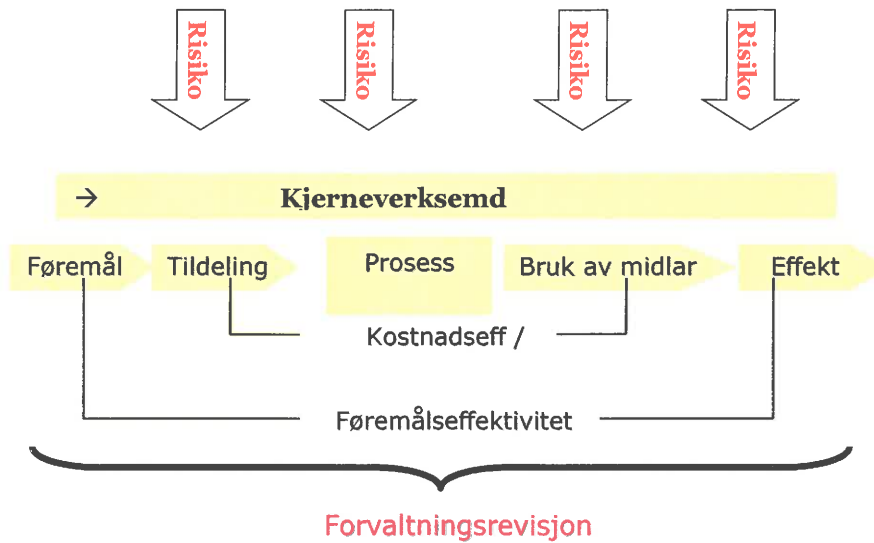 Risiko
Risiko
Risiko
Risiko
→ Kjerneverksemd
Føremål
Tildeling
Prosess
Bruk av midlar
Effekt
Kostnadseff /
Føremålseffektivitet
Forvaltningsrevisjon